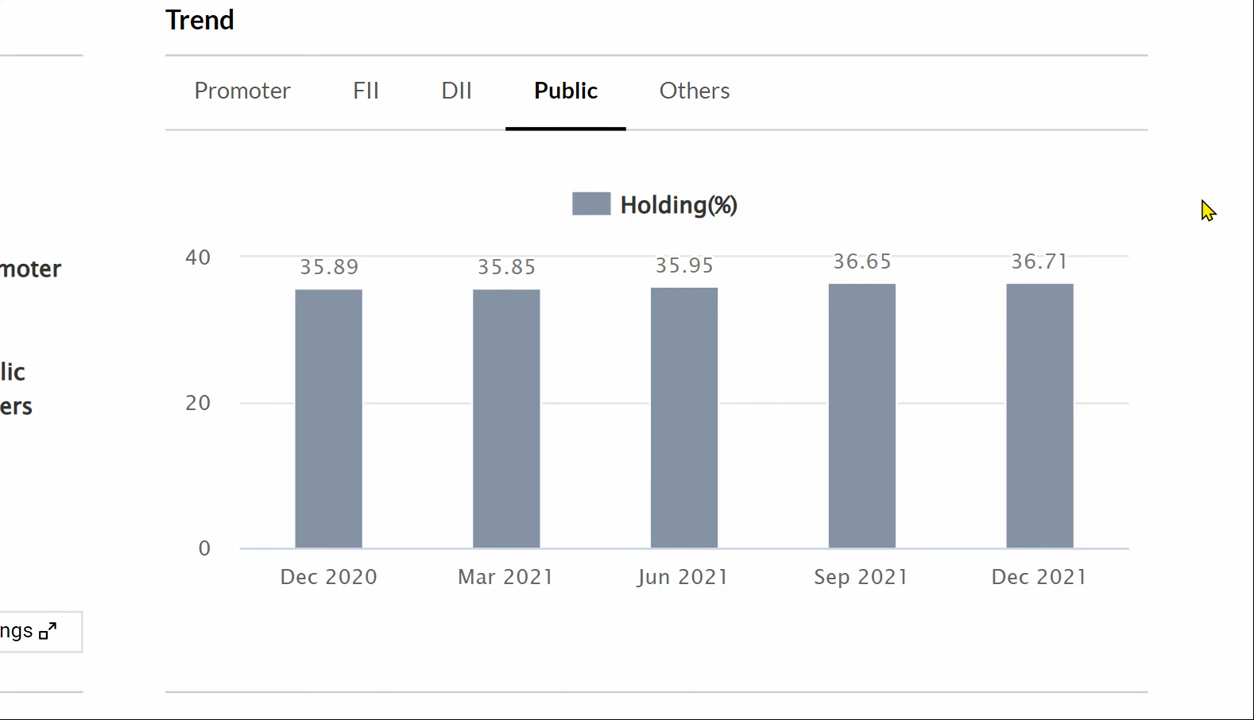 Trend
Promoter FII DII Public Others
Holding(%)
40
35.89 35.85 35.95 36.65 36.71
moter
lic
20
ers
0
Dec 2020 Mar 2021 Jun 2021 Sep 2021 Dec 2021
ngs